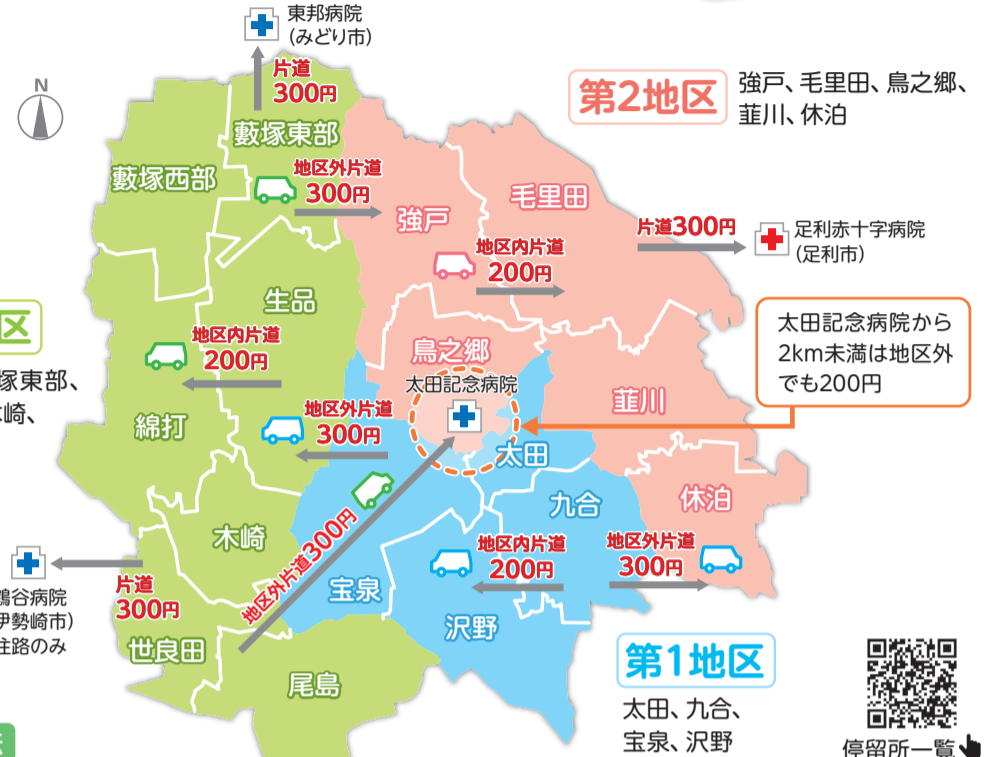 東邦病院
(みどり市)
片道
300円
N
第2地区
強戸、毛里田、鳥之郷、
韮川、休泊
藪塚東部
藪塚西部
地区外片道
300円
強戸
毛里田
片道300円
足利赤十字病院
(足利市)
地区内片道
200円
生品
区
地区内片道
200円
塚東部、
木崎、
鳥之郷
太田記念病院
太田記念病院から
2km未満は地区外
でも200円
韮川
綿打
地区外片道
300円
太田
九合
休泊
木崎
地区外片道300円
地区内片道
200円
地区外片道
300円
鶴谷病院
伊勢崎市)
往路のみ
片道
300円
宝泉
沢野
世良田
尾島
第1地区
太田、九合、
宝泉、沢野
停留所一覧